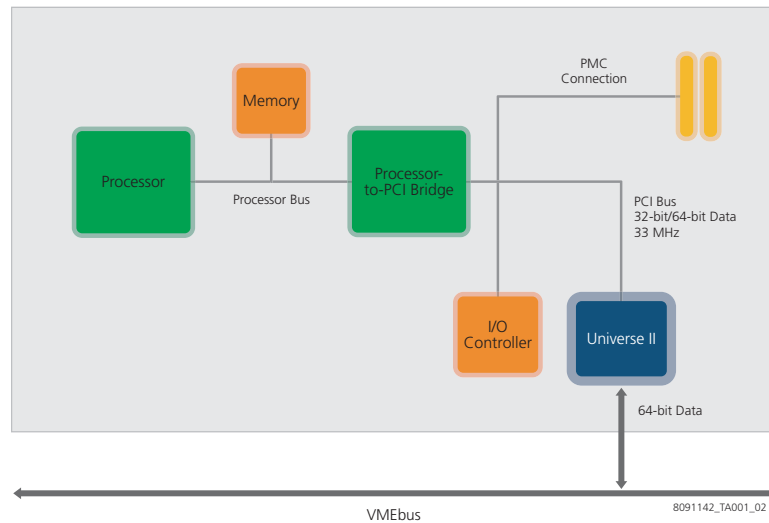 PMC
Connection
Memory
Processor
Processor-
to-PCI Bridge
Processor Bus
PCI Bus
32-bit/64-bit Data
33 MHz
I/O
Controller
Universe II
64-bit Data
VMEbus
8091142_TA001_02